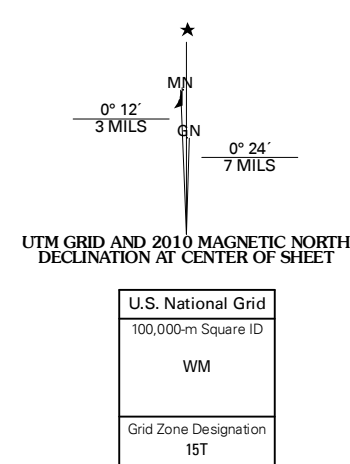 ★
MN
0° 12´
3 MILS
GN
0° 24´
7 MILS
UTM GRID AND 2010 MAGNETIC NORTH
DECLINATION AT CENTER OF SHEET
U.S. National Grid
100,000-m Square ID
WM
Grid Zone Designation
15T